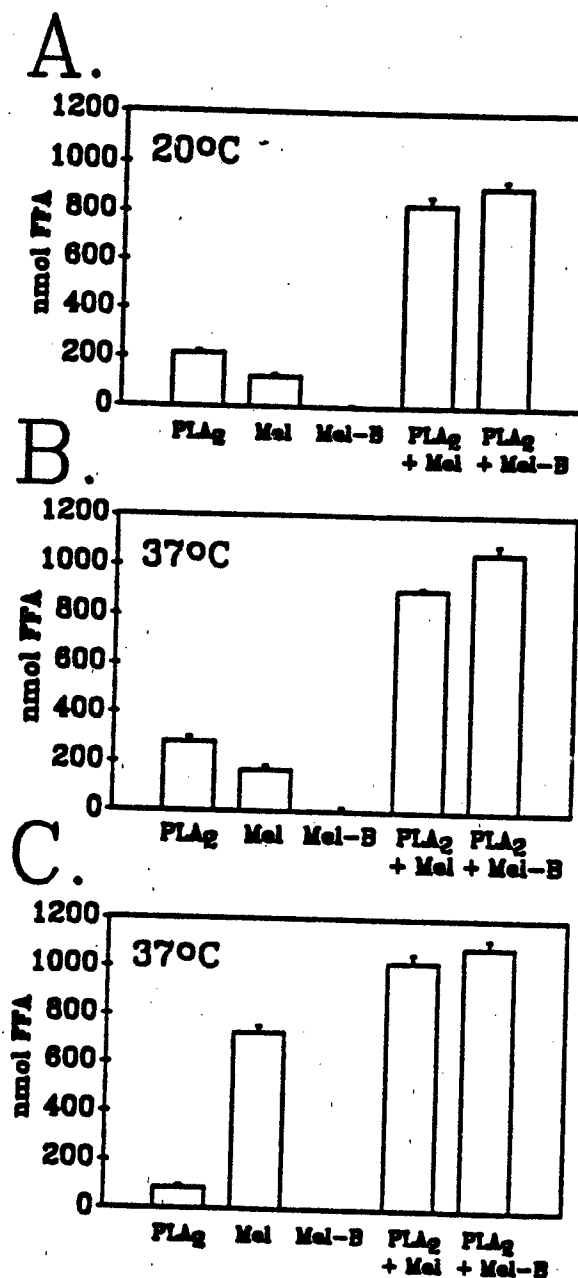 A.
1200
1000
800
600
400
200
0
nmol FFA
20°C
PLA2 Mel Mel-B PLA2 PLA2
+ Mel + Mel-B
B.
1200
1000
800
600
400
200
0
nmol FFA
37°C
PLA2 Mel Mel-B PLA2 PLA2
+ Mel + Mel-B
C.
1200
1000
800
600
400
200
0
nmol FFA
37°C
PLA2 Mel Mel-B PLA2 PLA2
+ Mel + Mel-B